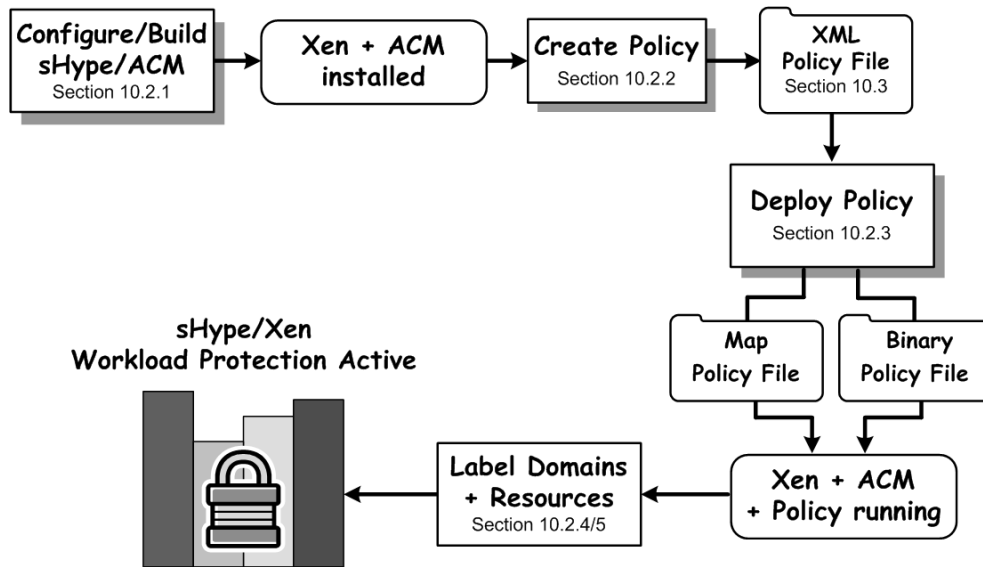 Configure/Build
sHype/ACM
Section 10.2.1
Xen + ACM
installed
Create Policy
Section 10.2.2
XML
Policy File
Section 10.3
Deploy Policy
Section 10.2.3
Map
Policy File
Binary
Policy File
Xen + ACM
+ Policy running
Label Domains
+ Resources
Section 10.2.4/5
sHype/Xen
Workload Protection Active